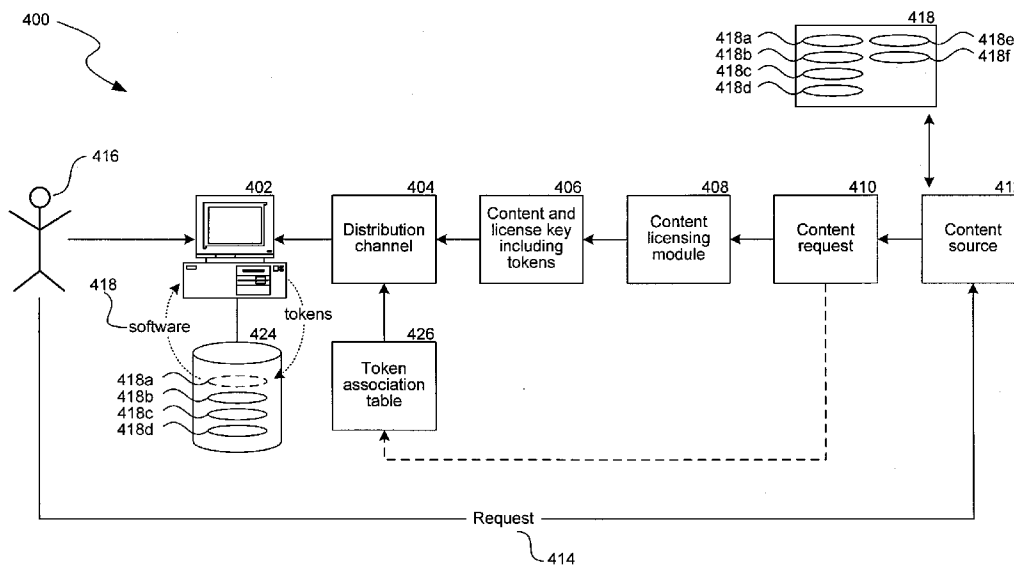 400
418
418a
418b
418c
418d
418e
418f
416
402
404
406
408
410
412
Distribution
channel
Content and
license key
including
tokens
Content
licensing
module
Content
request
Content
source
418
software
tokens
424
426
418a
418b
418c
418d
Token
association
table
Request
414